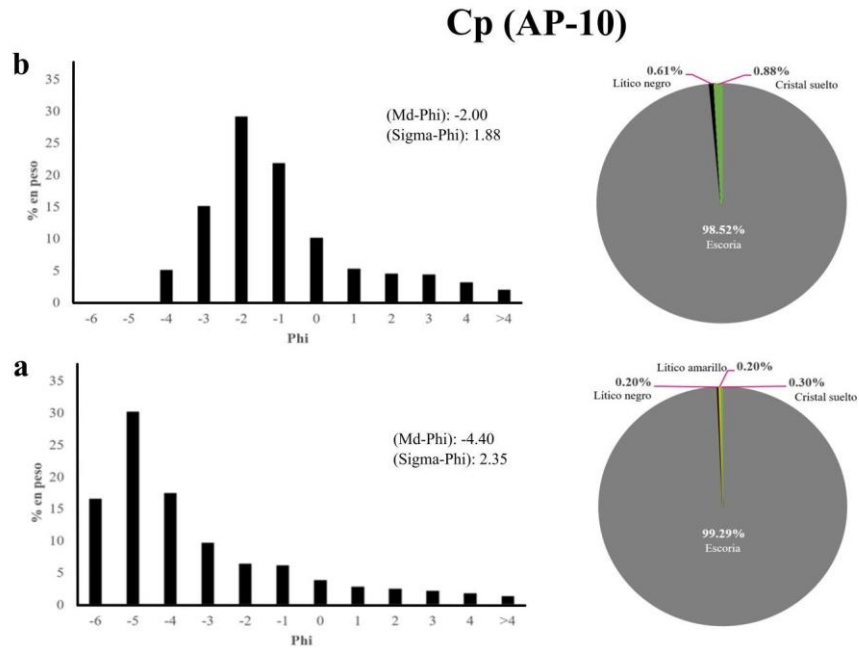 Cp (AP-10)
b
35
30
25
20
15
10
5
0
% en peso
-6 -5 -4 -3 -2 -1 0 1 2 3 4 >4
Phi
(Md-Phi): -2.00
(Sigma-Phi): 1.88
0.61%
Lítico negro
0.88%
Cristal suelto
98.52%
Escoria
a
35
30
25
20
15
10
5
0
% en peso
-6 -5 -4 -3 -2 -1 0 1 2 3 4 >4
Phi
(Md-Phi): -4.40
(Sigma-Phi): 2.35
Lítico amarillo 0.20%
0.20%
Lítico negro
0.30%
Cristal suelto
99.29%
Escoria